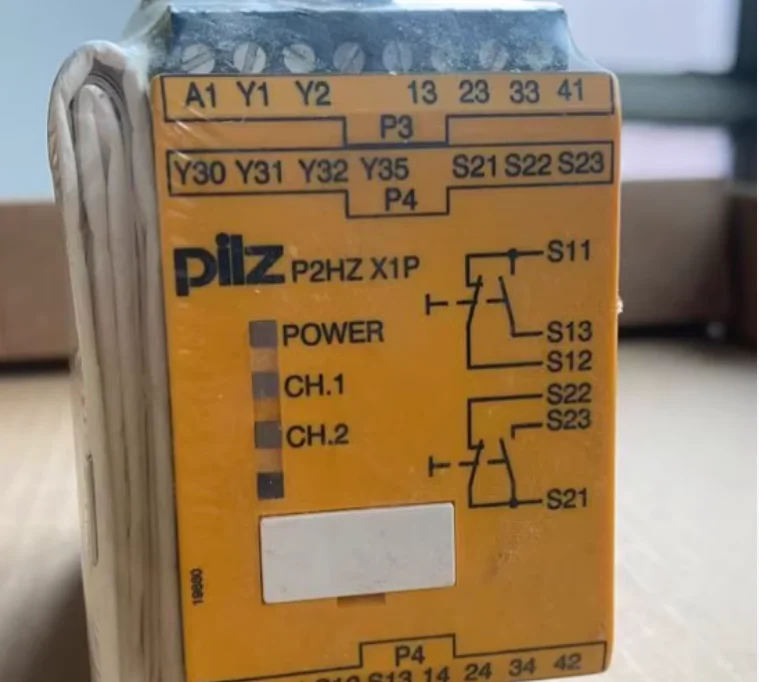 A1 Y1 Y2 13 23 33 41
P3
Y30 Y31 Y32 Y35 S21 S22 S23
P4
pilz P2HZ X1P
POWER
CH.1
CH.2
S11
S13
S12
S22
S23
S21
19880
P4
S13 14 24 34 42